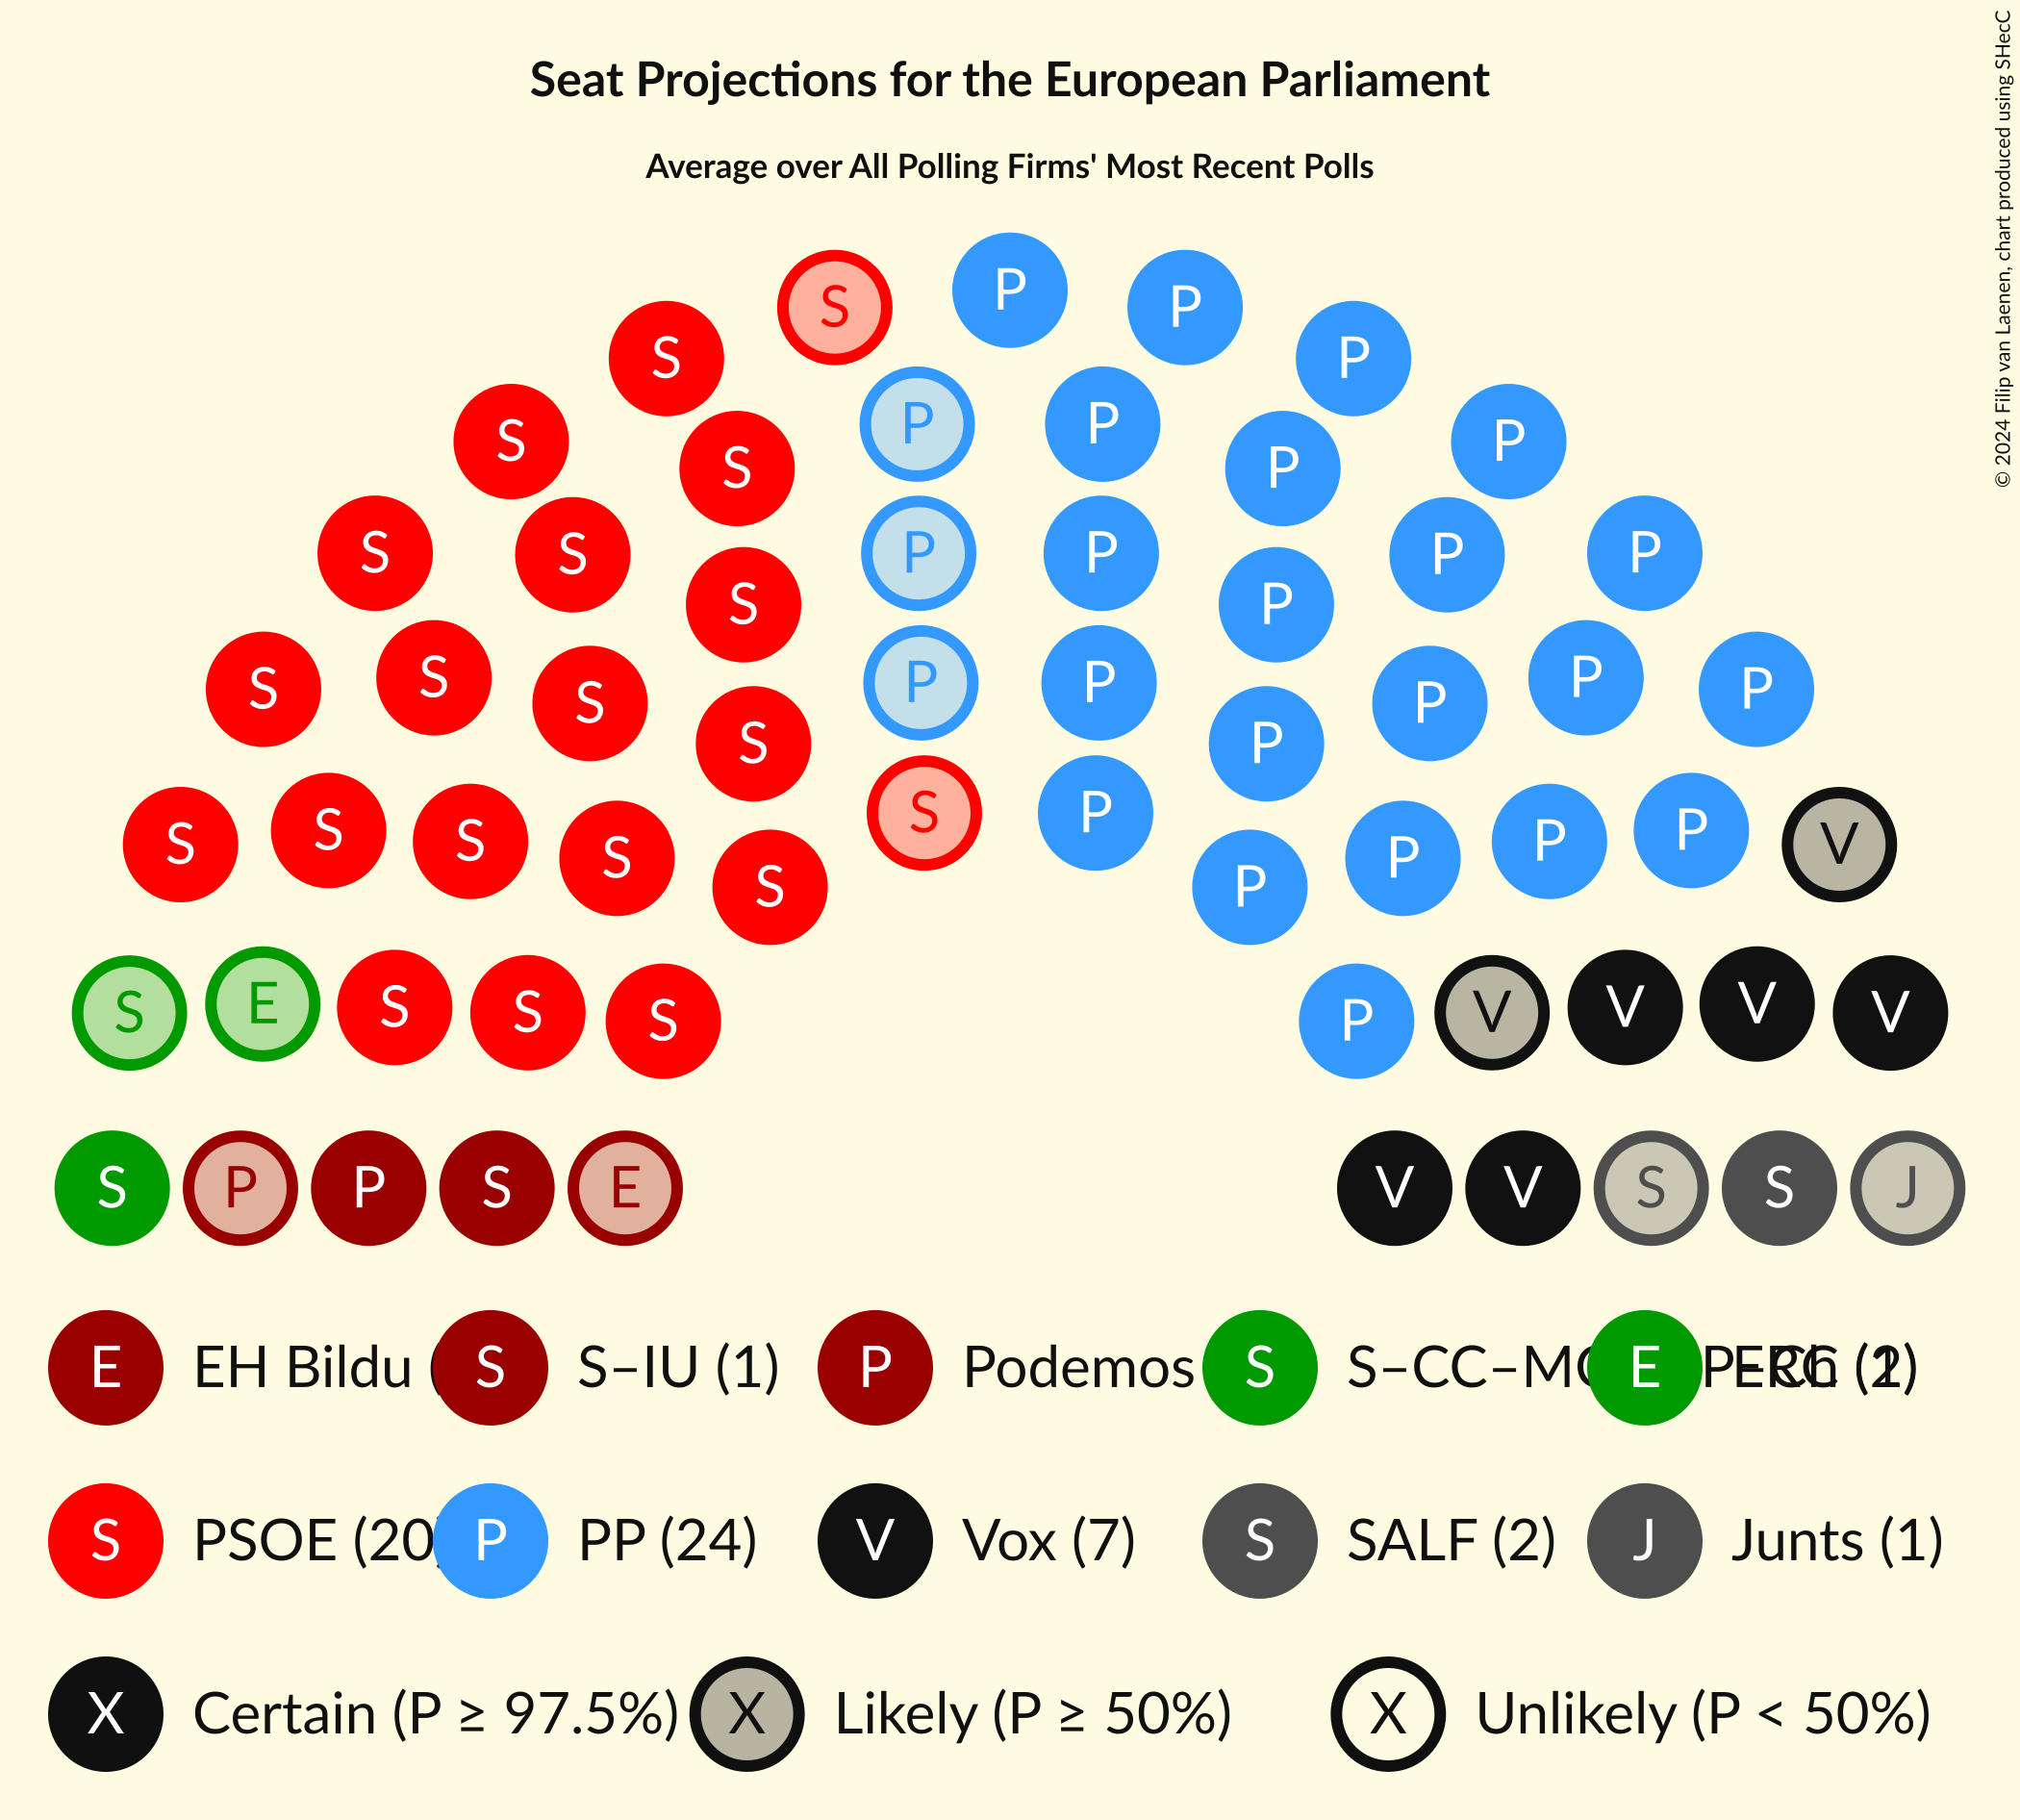 Seat Projections for the European Parliament
Average over All Polling Firms' Most Recent Polls
© 2024 Filip van Laenen, chart produced using SHecC
P
S P
S P
P P
S P
S P
S S P P P P
S P
S S P P P P
S P
S P
S P
S S S S P P P V
S P
S E S S S P V V V V
S P P S E V V S S J
E EH Bildu S S–IU (1) P Podemos S S–CC–M E ERC
S PSOE (20) P PP (24) V Vox (7) S SALF (2) J Junts (1)
X Certain (P ≥ 97.5%) X Likely (P ≥ 50%) X Unlikely (P < 50%)